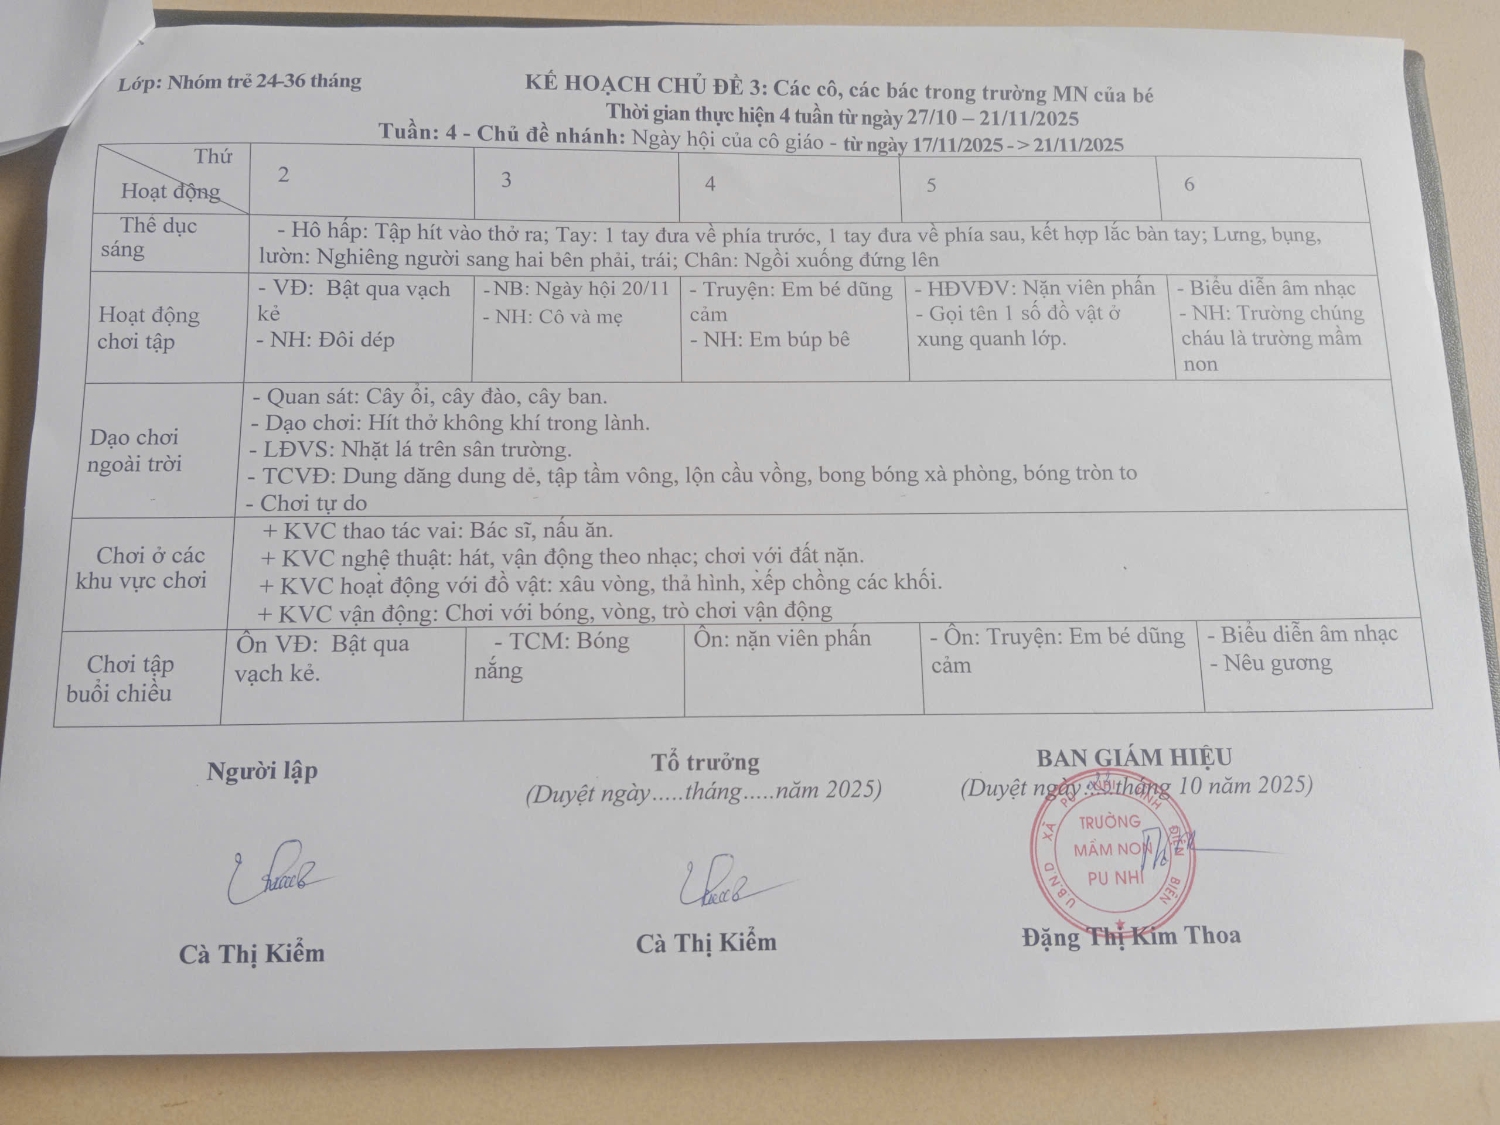 Lớp: Nhóm trẻ 24-36 tháng
KẾ HOẠCH CHỦ ĐỀ 3: Các cô, các bác trong trường MN của bé
Thời gian thực hiện 4 tuần từ ngày 27/10 – 21/11/2025
Tuần: 4 - Chủ đề nhánh: Ngày hội của cô giáo - từ ngày 17/11/2025 -> 21/11/2025
Thứ
Hoạt động
2
3
4
5
6
Thể dục
sáng
- Hô hấp: Tập hít vào thở ra; Tay: 1 tay đưa về phía trước, 1 tay đưa về phía sau, kết hợp lắc bàn tay; Lưng, bụng,
lườn: Nghiêng người sang hai bên phải, trái; Chân: Ngồi xuống đứng lên
Hoạt động
chơi tập
- VĐ: Bật qua vạch
kẻ
- NH: Đôi dép
- NB: Ngày hội 20/11
- NH: Cô và mẹ
- Truyện: Em bé dũng
cảm
- NH: Em búp bê
- HĐVĐV: Nặn viên phấn
- Gọi tên 1 số đồ vật ở
xung quanh lớp.
- Biểu diễn âm nhạc
- NH: Trường chúng
cháu là trường mầm
non
Dạo chơi
ngoài trời
- Quan sát: Cây ổi, cây đào, cây ban.
- Dạo chơi: Hít thở không khí trong lành.
- LĐVS: Nhặt lá trên sân trường.
- TCVĐ: Dung dăng dung dẻ, tập tầm vông, lộn cầu vồng, bong bóng xà phòng, bóng tròn to
- Chơi tự do
Chơi ở các
khu vực chơi
+ KVC thao tác vai: Bác sĩ, nấu ăn.
+ KVC nghệ thuật: hát, vận động theo nhạc; chơi với đất nặn.
+ KVC hoạt động với đồ vật: xâu vòng, thả hình, xếp chồng các khối.
+ KVC vận động: Chơi với bóng, vòng, trò chơi vận động
Chơi tập
buổi chiều
Ôn VĐ: Bật qua
vạch kẻ.
- TCM: Bóng
nắng
Ôn: nặn viên phấn
- Ôn: Truyện: Em bé dũng
cảm
- Biểu diễn âm nhạc
- Nêu gương
Người lập
Tổ trưởng
(Duyệt ngày.....tháng.....năm 2025)
BAN GIÁM HIỆU
(Duyệt ngày tháng 10 năm 2025)
U.B.N.D XÃ PU NHI TỈNH ĐIỆN BIÊN
TRƯỜNG
MẦM NON
PU NHI
Cà Thị Kiểm
Cà Thị Kiểm
Đặng Thị Kim Thoa